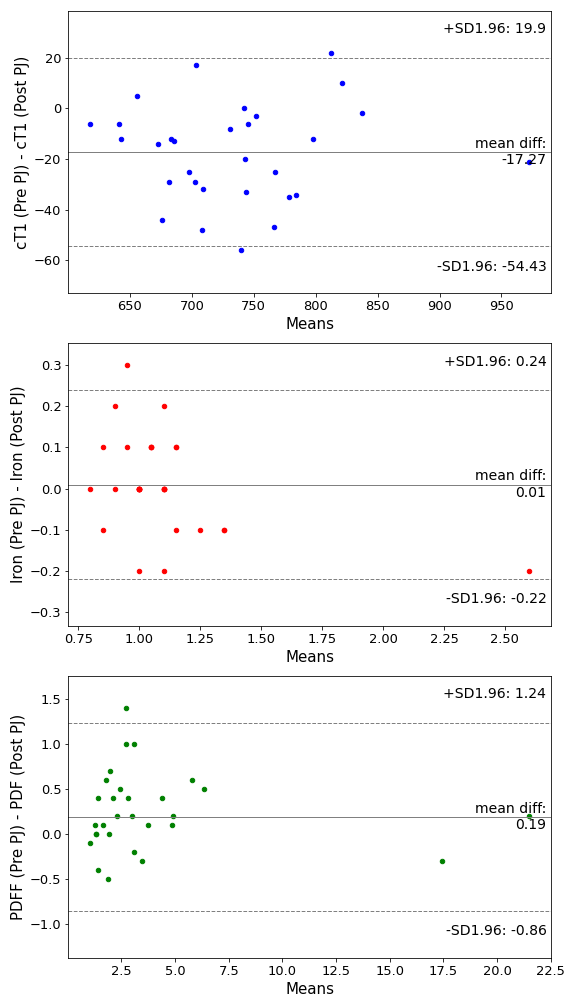 +SD1.96: 19.9
mean diff:
-17.27
-SD1.96: -54.43
20
0
−20
−40
−60
cT1 (Pre PJ) - cT1 (Post PJ)
650 700 750 800 850 900 950
Means
+SD1.96: 0.24
mean diff:
0.01
-SD1.96: -0.22
0.3
0.2
0.1
0.0
−0.1
−0.2
−0.3
Iron (Pre PJ) - Iron (Post PJ)
0.75 1.00 1.25 1.50 1.75 2.00 2.25 2.50
Means
+SD1.96: 1.24
mean diff:
0.19
-SD1.96: -0.86
1.5
1.0
0.5
0.0
−0.5
−1.0
PDFF (Pre PJ) - PDF (Post PJ)
2.5 5.0 7.5 10.0 12.5 15.0 17.5 20.0 22.5
Means